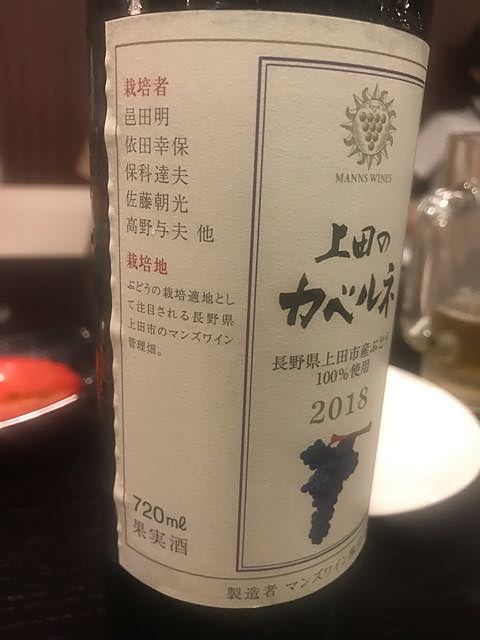 栽培者
邑田明
依田幸保
保科達夫
佐藤朝光
高野与夫 他
栽培地
ぶどうの栽培適地とし
て注目される長野県
上田市のマンズワイン
管理畑。
720ml
果実酒
MANNS WINES
上田の
カベルネ
長野県上田市産ぶどう
100%使用
2018
製造者 マンズワイン株